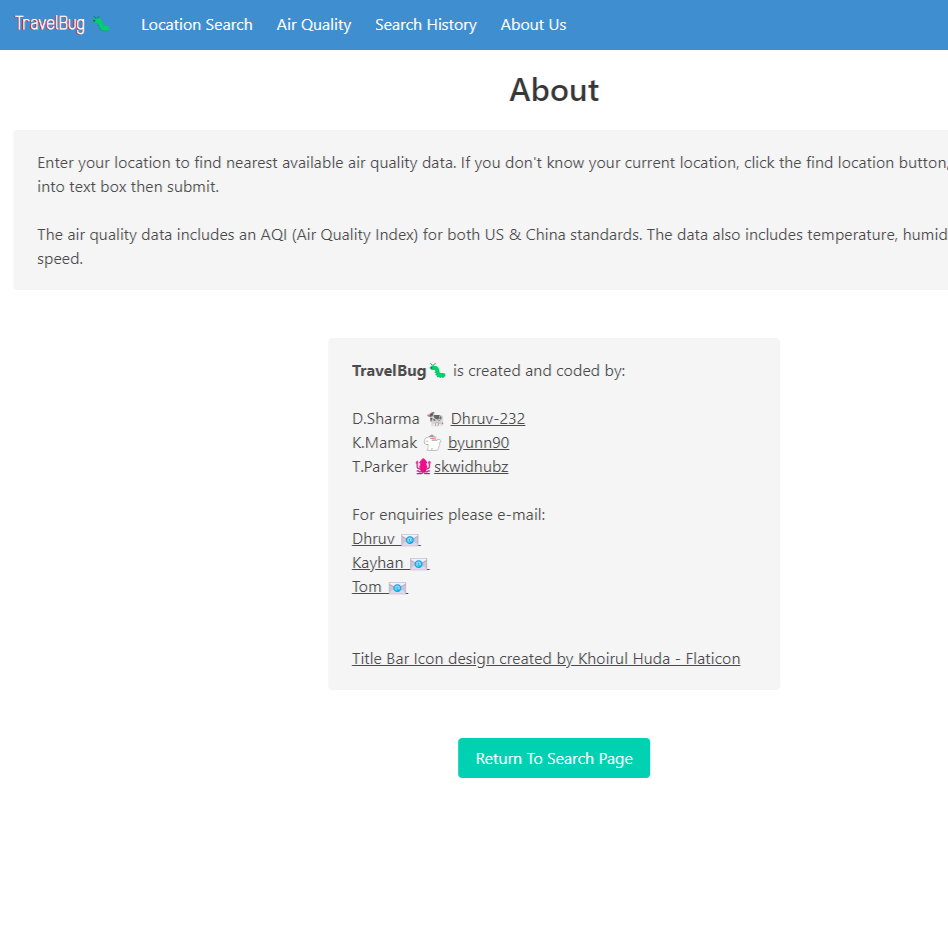 TravelBug Location Search Air Quality Search History About Us
About
Enter your location to find nearest available air quality data. If you don't know your current location, click the find location button,
into text box then submit.
The air quality data includes an AQI (Air Quality Index) for both US & China standards. The data also includes temperature, humid
speed.
TravelBug is created and coded by:
D.Sharma Dhruv-232
K.Mamak byunn90
T.Parker skwidhubz
For enquiries please e-mail:
Dhruv
Kayhan
Tom
Title Bar Icon design created by Khoirul Huda - Flaticon
Return To Search Page